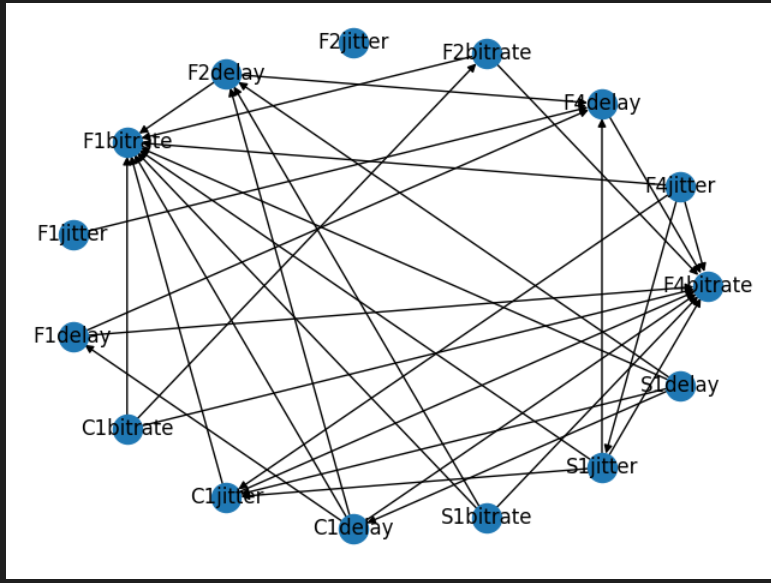 F2jitter
F2bitrate
F2delay
F4delay
F1bitrate
F4jitter
F1jitter
F4bitrate
F1delay
S1delay
C1bitrate
S1jitter
C1jitter
S1bitrate
C1delay